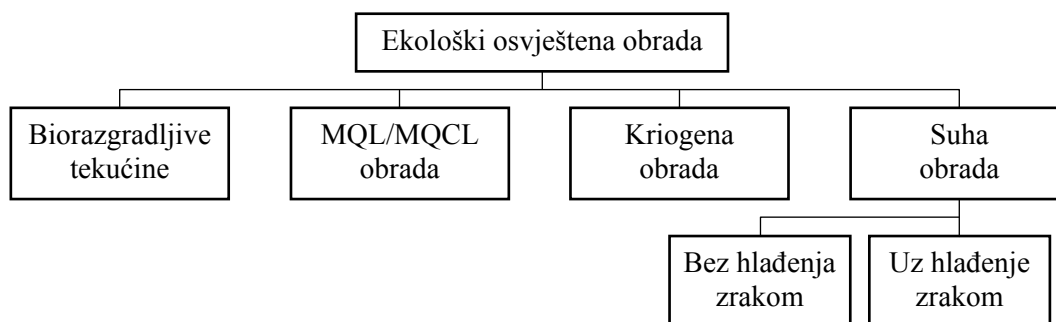 Ekološki osvještena obrada
Biorazgradljive
tekućine
MQL/MQCL
obrada
Kriogena
obrada
Suha
obrada
Bez hlađenja
zrakom
Uz hlađenje
zrakom